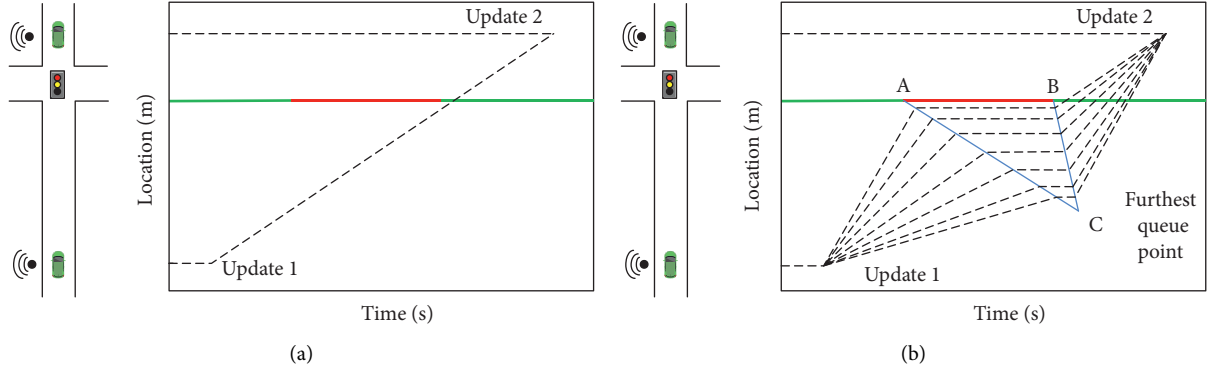 Update 2
Location (m)
Update 1
Time (s)
(a)
Update 2
A
B
Location (m)
C
Furthest
queue
point
Update 1
Time (s)
(b)